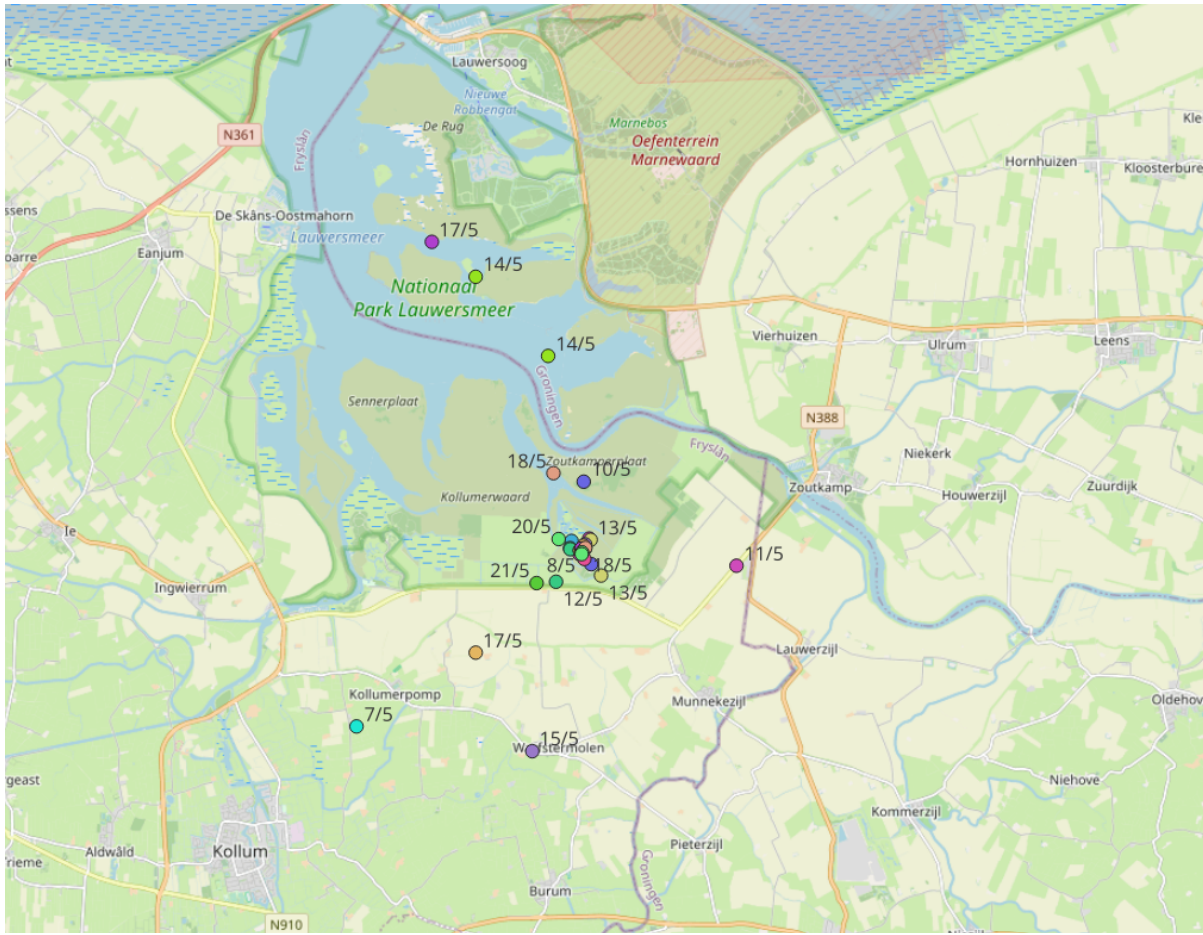 Lauwersoog
Nieuwe
Robbengat
De Rug
Marnebos
Oefenterrein
Marnewaard
N361
Fryslân
Hornhuizen
Kloosterbure
De Skâns-Oostmahorn
Lauwersmeer
Eanjum
17/5
14/5
Nationaal
Park Lauwersmeer
14/5
Vierhuizen
Ulrum
Leens
Groningen
Sennerplaat
N388
Fryslân
Niekerk
18/5
Zoutkamperplaat
10/5
Kollumerwaard
Zoutkamp
Houwerzijl
Zuurdijk
Ie
20/5
13/5
8/5
18/5
11/5
21/5
12/5
13/5
Ingwierrum
17/5
Lauwerzijl
Kollumerpomp
Munnekezijl
Oldehov
7/5
15/5
Niehove
Kommerzijl
Aldwâld
Kollum
Pieterzijl
Burum
Groningen
N910